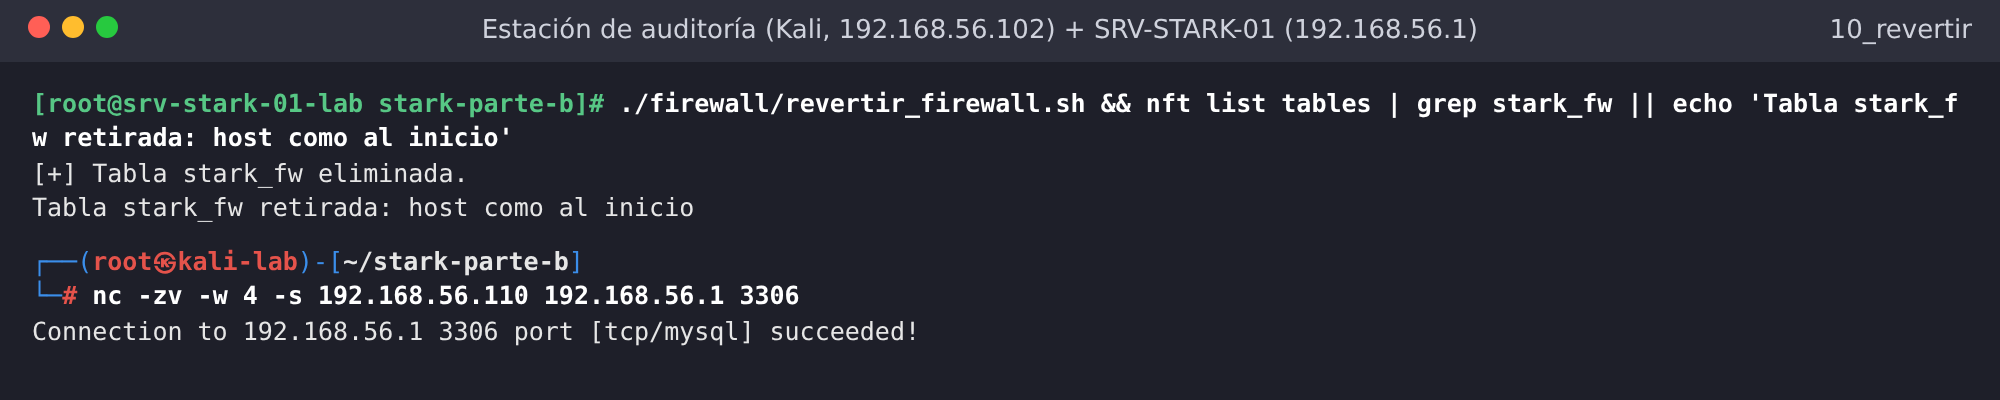 Estación de auditoría (Kali, 192.168.56.102) + SRV-STARK-01 (192.168.56.1)
10_revertir
[root@srv-stark-01-lab stark-parte-b]# ./firewall/revertir_firewall.sh && nft list tables | grep stark_fw || echo 'Tabla stark_f
w retirada: host como al inicio'
[+] Tabla stark_fw eliminada.
Tabla stark_fw retirada: host como al inicio
┌──(root㉿kali-lab)-[~/stark-parte-b]
└─# nc -zv -w 4 -s 192.168.56.110 192.168.56.1 3306
Connection to 192.168.56.1 3306 port [tcp/mysql] succeeded!